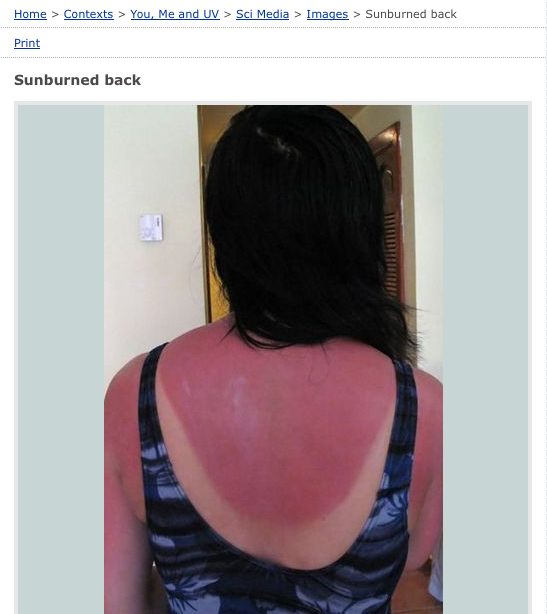 Home > Contexts > You, Me and UV > Sci Media > Images > Sunburned back
Print
Sunburned back